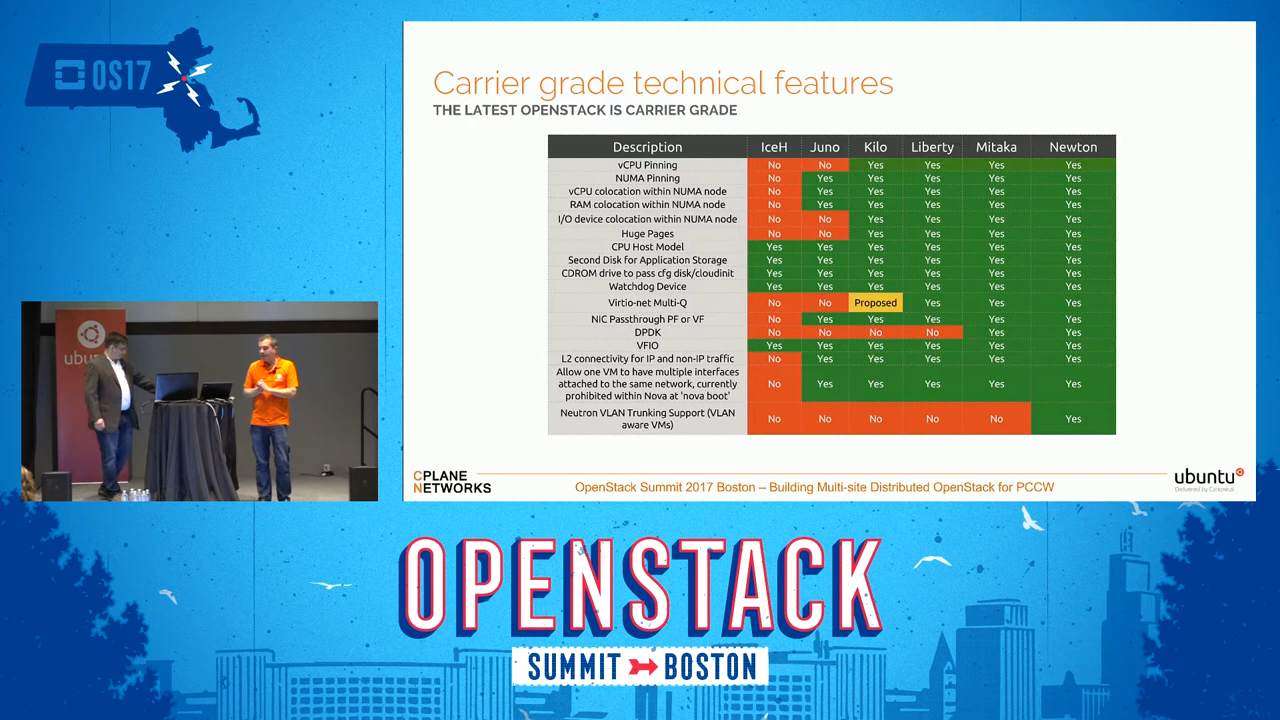 OS17
Carrier grade technical features
THE LATEST OPENSTACK IS CARRIER GRADE
Description IceH Juno Kilo Liberty Mitaka Newton
vCPU Pinning No No Yes Yes Yes Yes
NUMA Pinning No Yes Yes Yes Yes Yes
vCPU colocation within NUMA node No Yes Yes Yes Yes Yes
RAM colocation within NUMA node No Yes Yes Yes Yes Yes
I/O device colocation within NUMA node No No Yes Yes Yes Yes
Huge Pages No No Yes Yes Yes Yes
CPU Host Model Yes Yes Yes Yes Yes Yes
Second Disk for Application Storage Yes Yes Yes Yes Yes Yes
CDROM drive to pass cfg disk/cloudinit Yes Yes Yes Yes Yes Yes
Watchdog Device Yes Yes Yes Yes Yes Yes
Virtio-net Multi-Q No No Proposed Yes Yes Yes
NIC Passthrough PF or VF No Yes Yes Yes Yes Yes
DPDK No No No No Yes Yes
VFIO Yes Yes Yes Yes Yes Yes
L2 connectivity for IP and non-IP traffic No Yes Yes Yes Yes Yes
Allow one VM to have multiple interfaces
attached to the same network, currently No Yes Yes Yes Yes Yes
prohibited within Nova at 'nova boot'
Neutron VLAN Trunking Support (VLAN
aware VMs) No No No No No Yes
CPLANE
NETWORKS
OpenStack Summit 2017 Boston – Building Multi-site Distributed OpenStack for PCCW
ubuntu
Delivered by Canonical
ubu
OPENSTACK
SUMMIT BOSTON